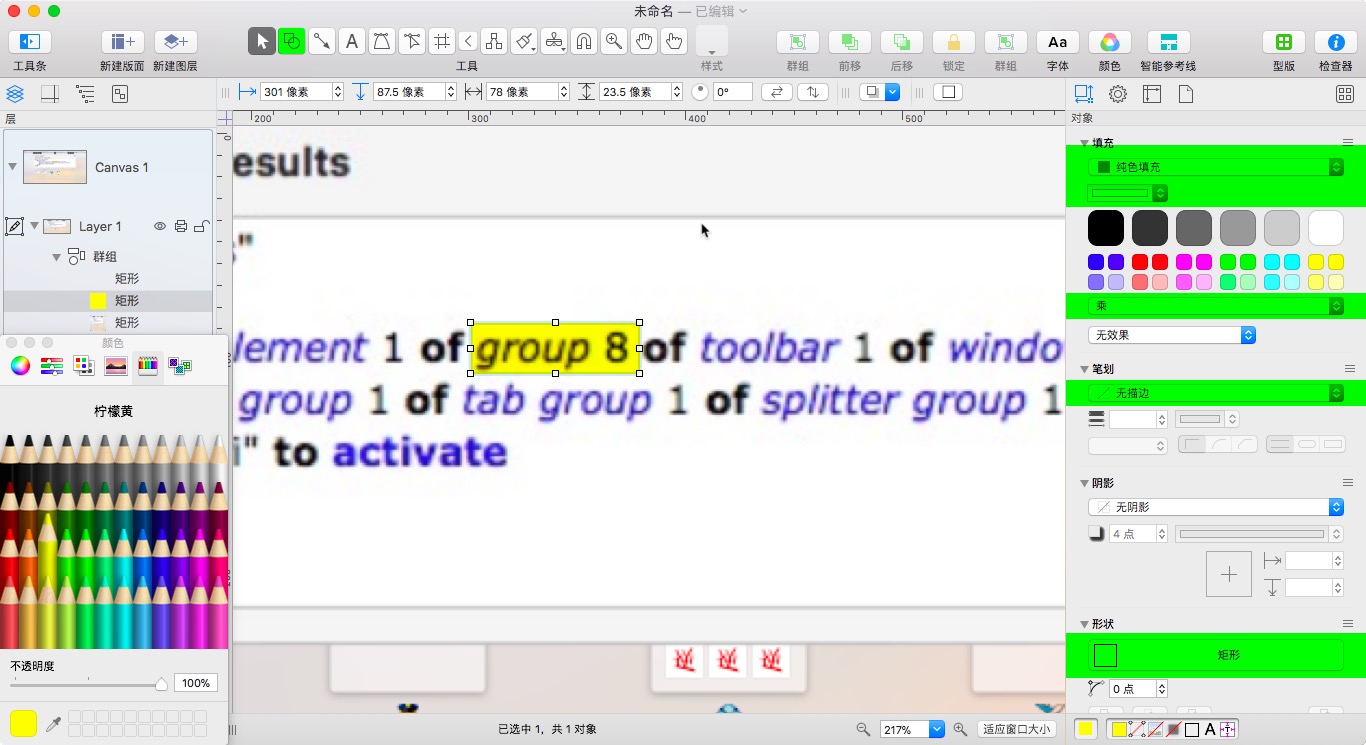 未命名 — 已编辑
工具条
新建版面
新建图层
工具
样式
群组
前移
后移
锁定
群组
字体
颜色
智能参考线
型版
检查器
301 像素
87.5 像素
78 像素
23.5 像素
0°
层
200
300
400
500
对象
Canvas 1
Layer 1
群组
矩形
矩形
矩形
颜色
柠檬黄
不透明度
100%
esults
s"
lement 1 of group 8 of toolbar 1 of windo
group 1 of tab group 1 of splitter group 1
i" to activate
逆 逆 逆
已选中 1，共 1 对象
217%
适应窗口大小
填充
纯色填充
乘
无效果
笔划
无描边
阴影
无阴影
4 点
形状
矩形
0 点